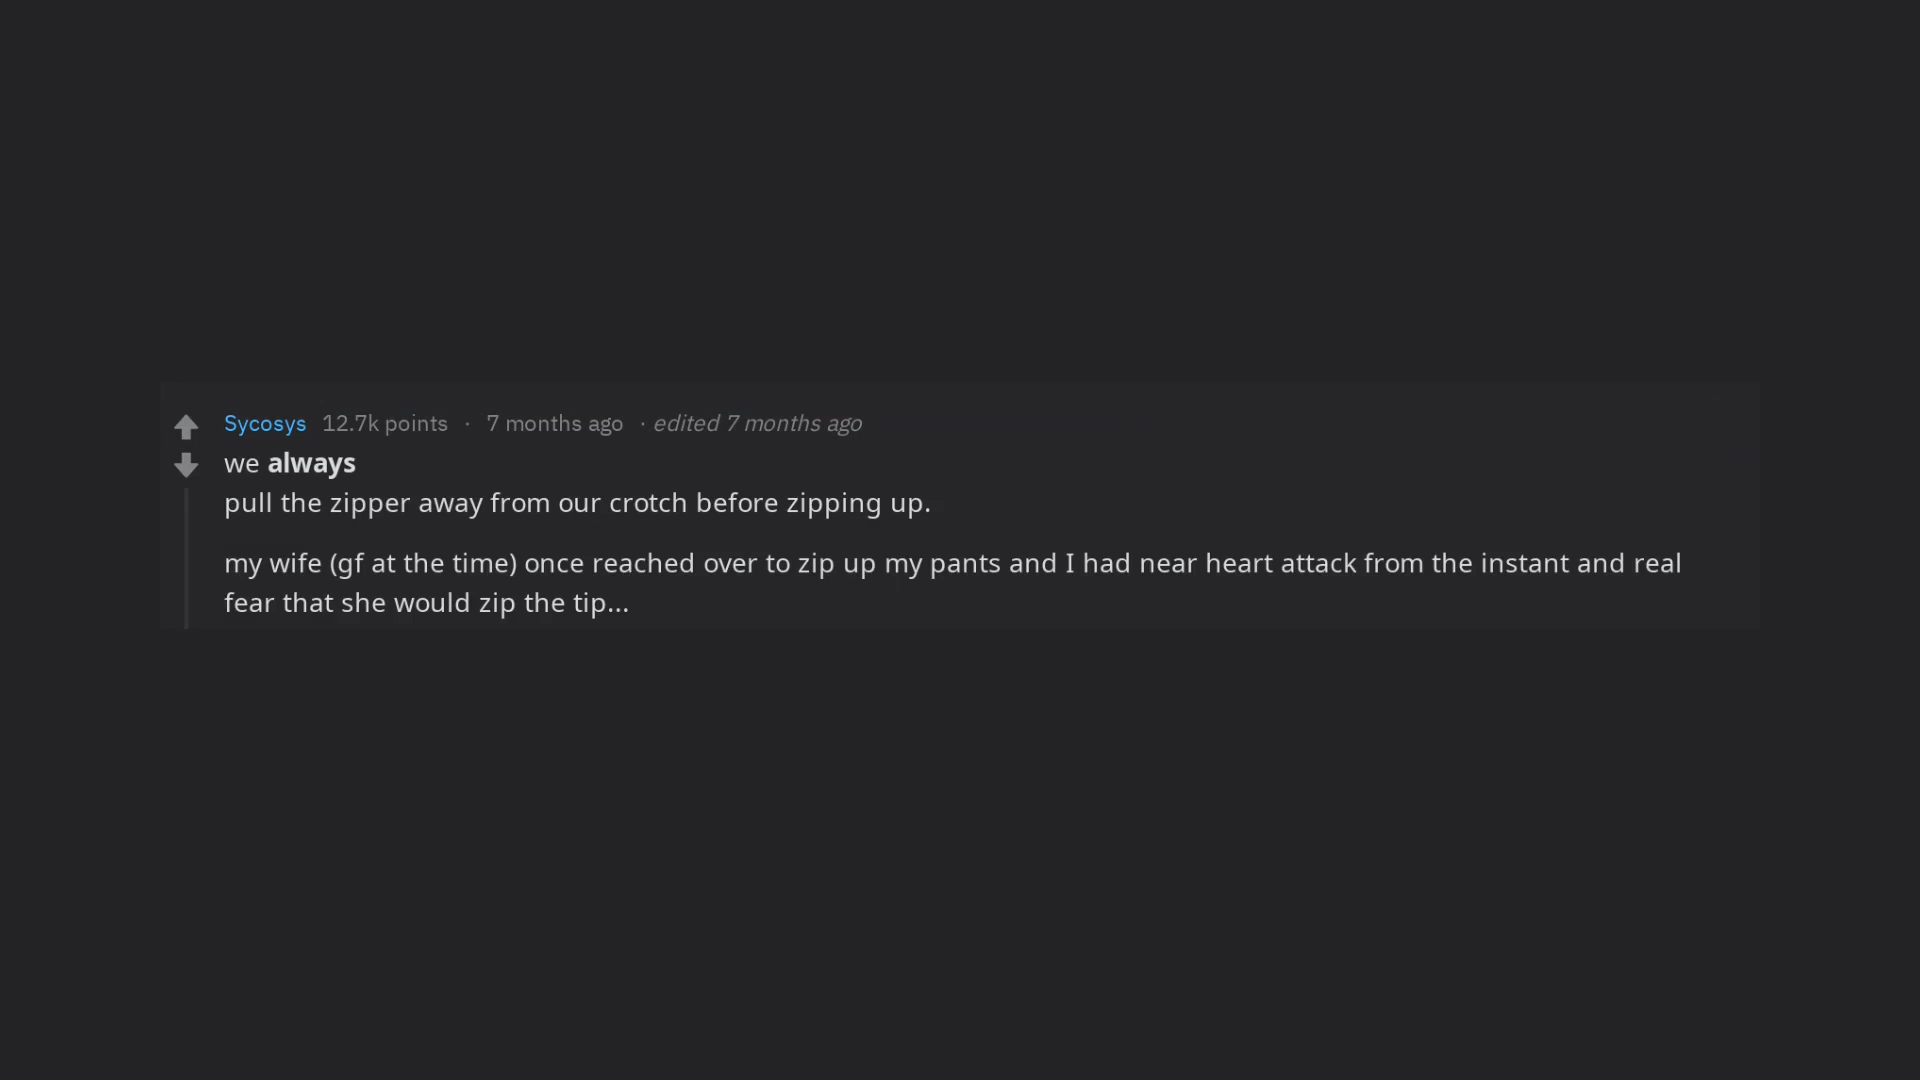 Sycosys 12.7k points · 7 months ago · edited 7 months ago
we always
pull the zipper away from our crotch before zipping up.
my wife (gf at the time) once reached over to zip up my pants and I had near heart attack from the instant and real
fear that she would zip the tip...